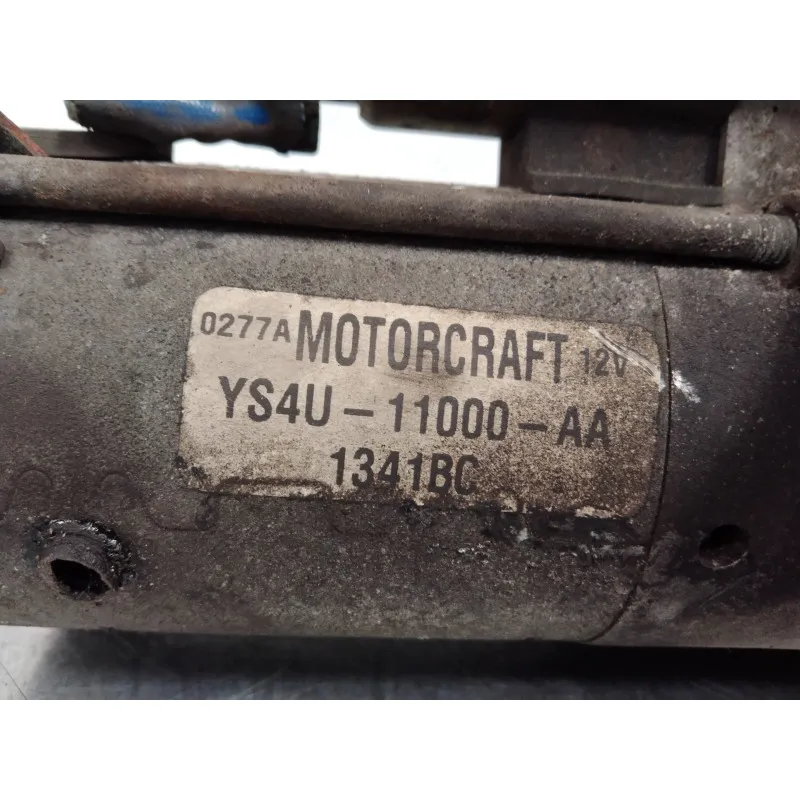 0277A MOTORCRAFT 12V
YS4U-11000-AA
1341BC